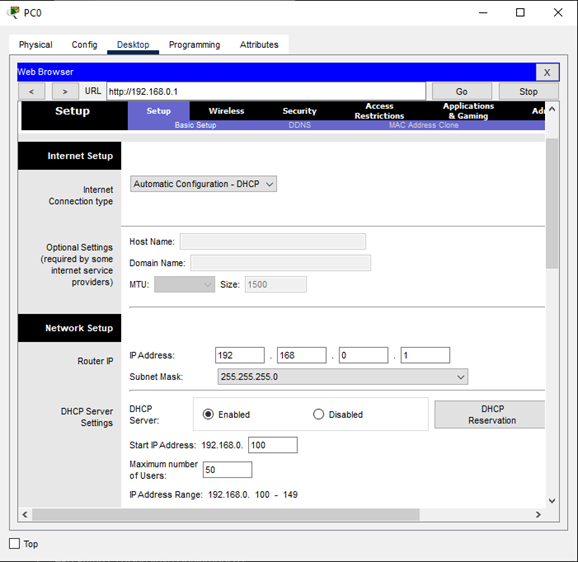 PC0
Physical Config Desktop Programming Attributes
Web Browser X
< > URL http://192.168.0.1 Go Stop
Setup
Setup Wireless Security Access Restrictions Applications & Gaming
Basic Setup DDNS MAC Address Clone
Internet Setup
Internet
Connection type
Automatic Configuration - DHCP
Optional Settings
(required by some
internet service
providers)
Host Name:
Domain Name:
MTU: Size: 1500
Network Setup
Router IP
IP Address: 192 . 168 . 0 . 1
Subnet Mask: 255.255.255.0
DHCP Server
Settings
DHCP
Server:
Enabled Disabled
DHCP
Reservation
Start IP Address: 192.168.0. 100
Maximum number
of Users:
50
IP Address Range: 192.168.0. 100 - 149
Top